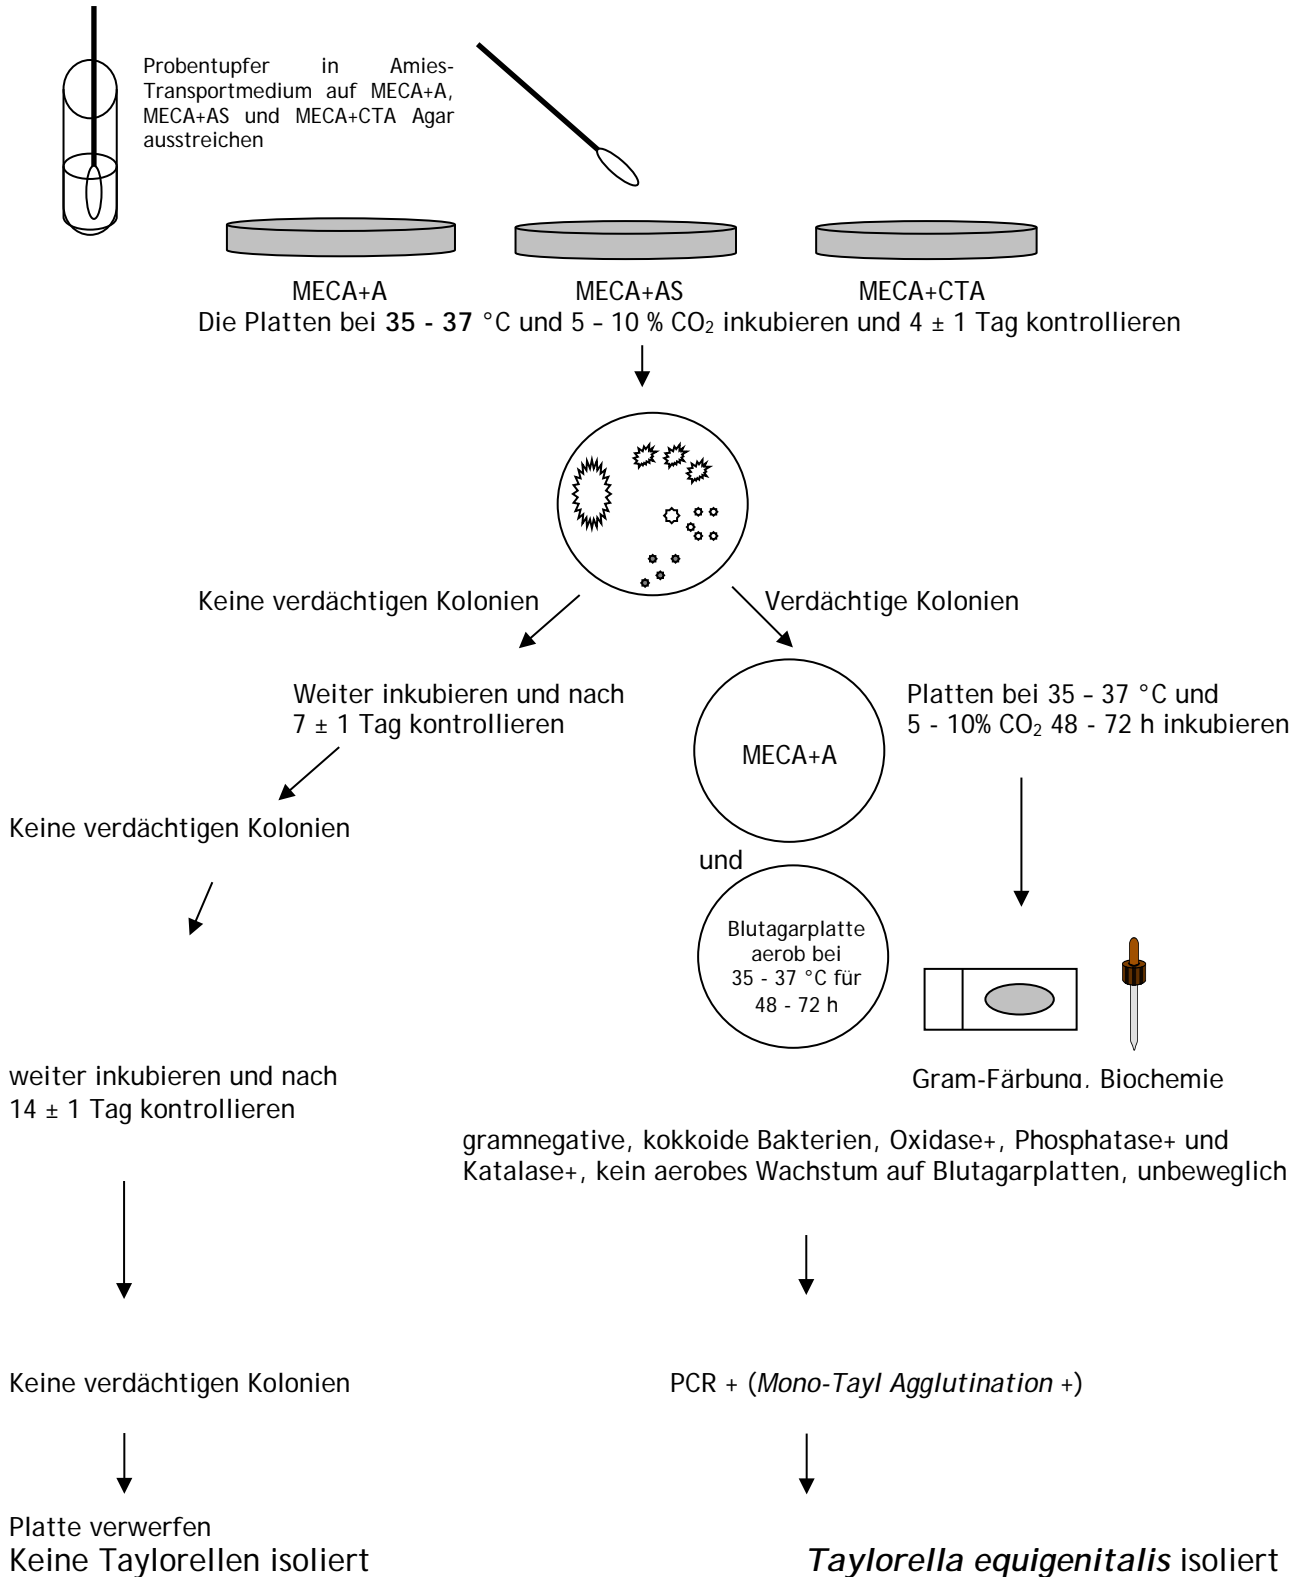 Probentupfer in Amies-
Transportmedium auf MECA+A,
MECA+AS und MECA+CTA Agar
ausstreichen
MECA+A MECA+AS MECA+CTA
Die Platten bei 35 - 37 °C und 5 – 10 % CO₂ inkubieren und 4 ± 1 Tag kontrollieren
Keine verdächtigen Kolonien
Verdächtige Kolonien
Weiter inkubieren und nach
7 ± 1 Tag kontrollieren
MECA+A
Platten bei 35 – 37 °C und
5 - 10% CO₂ 48 - 72 h inkubieren
Keine verdächtigen Kolonien
und
Blutagarplatte
aerob bei
35 - 37 °C für
48 - 72 h
weiter inkubieren und nach
14 ± 1 Tag kontrollieren
Gram-Färbung, Biochemie
gramnegative, kokkoide Bakterien, Oxidase+, Phosphatase+ und
Katalase+, kein aerobes Wachstum auf Blutagarplatten, unbeweglich
Keine verdächtigen Kolonien
PCR + (Mono-Tayl Agglutination +)
Platte verwerfen
Keine Taylorellen isoliert
Taylorella equigenitalis isoliert